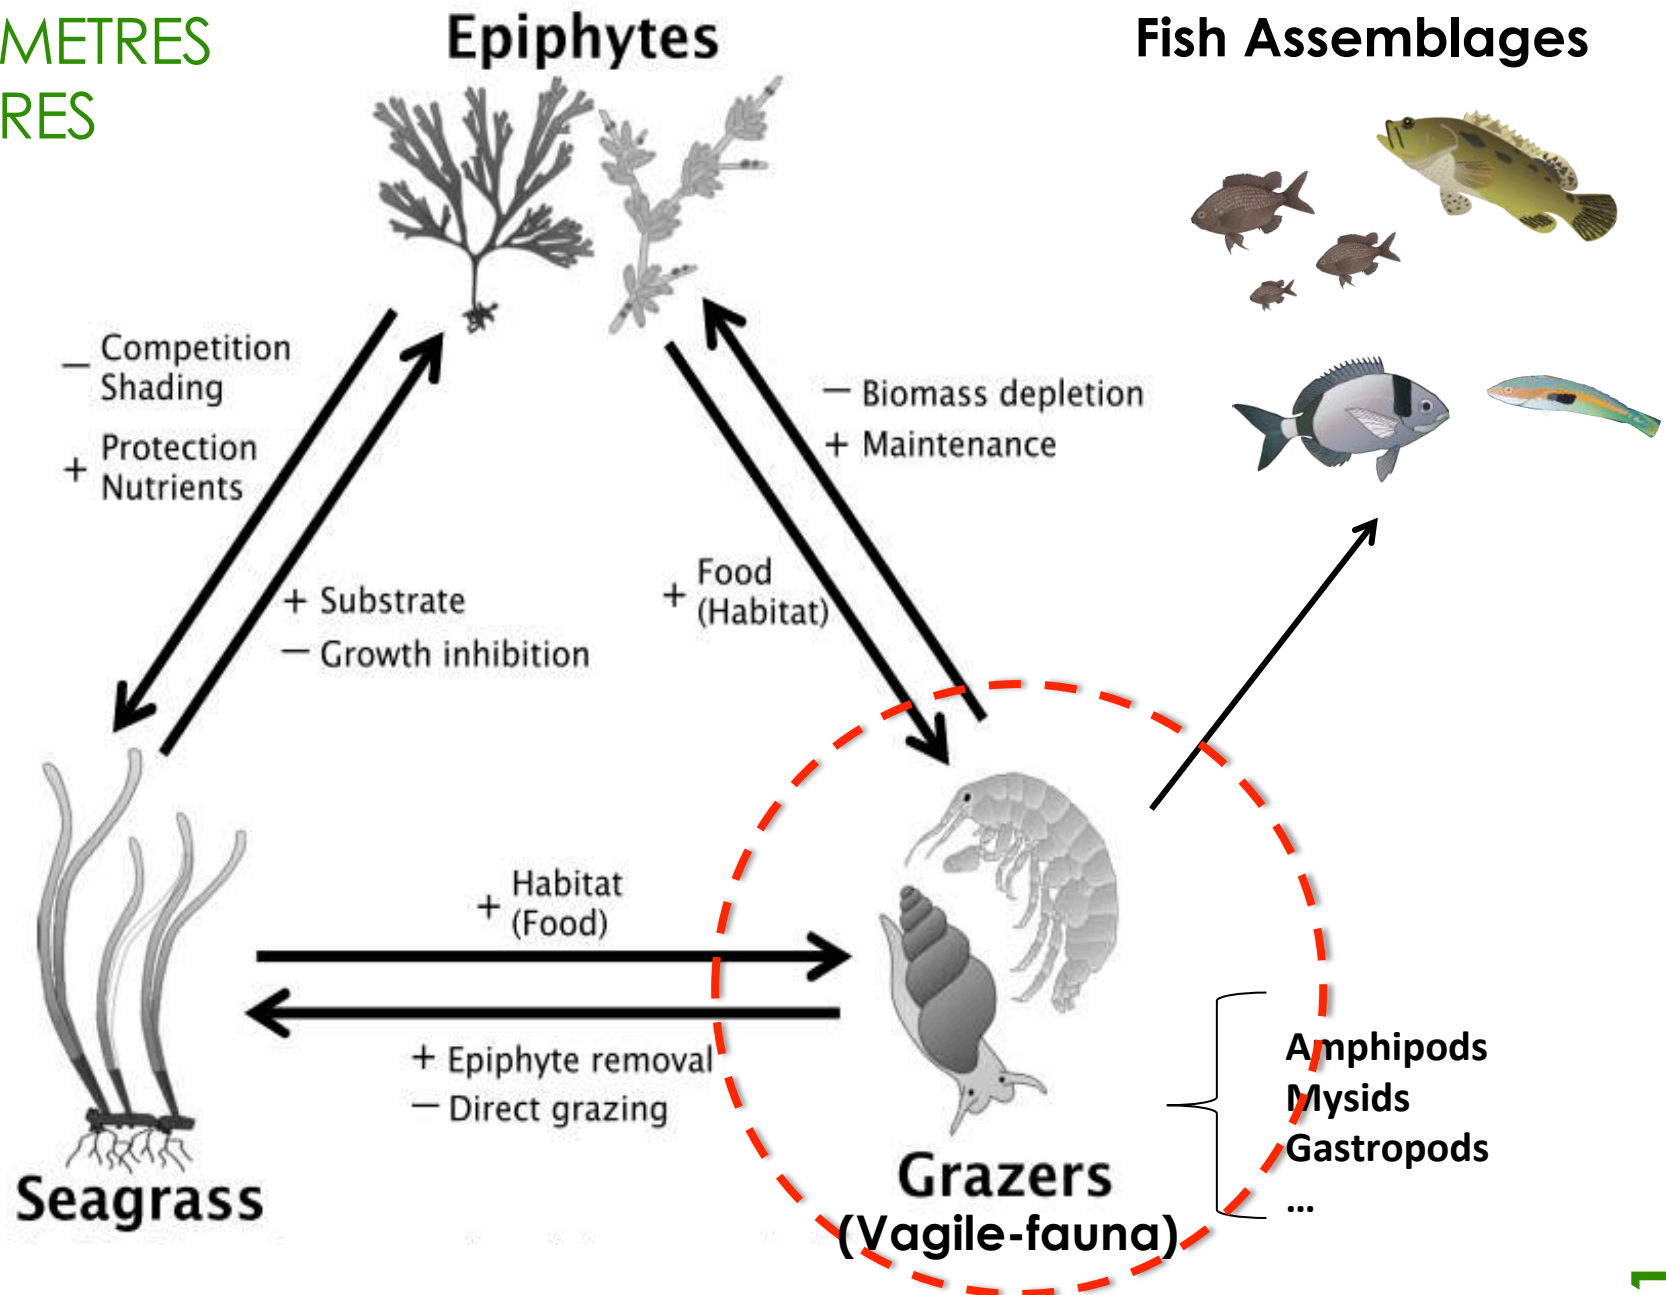 METRES
RES
Epiphytes
Fish Assemblages
− Competition
Shading
+ Protection
Nutrients
− Biomass depletion
+ Maintenance
+ Food
(Habitat)
+ Substrate
− Growth inhibition
+ Habitat
(Food)
+ Epiphyte removal
− Direct grazing
Amphipods
Mysids
Gastropods
...
Seagrass
Grazers
(Vagile-fauna)
1